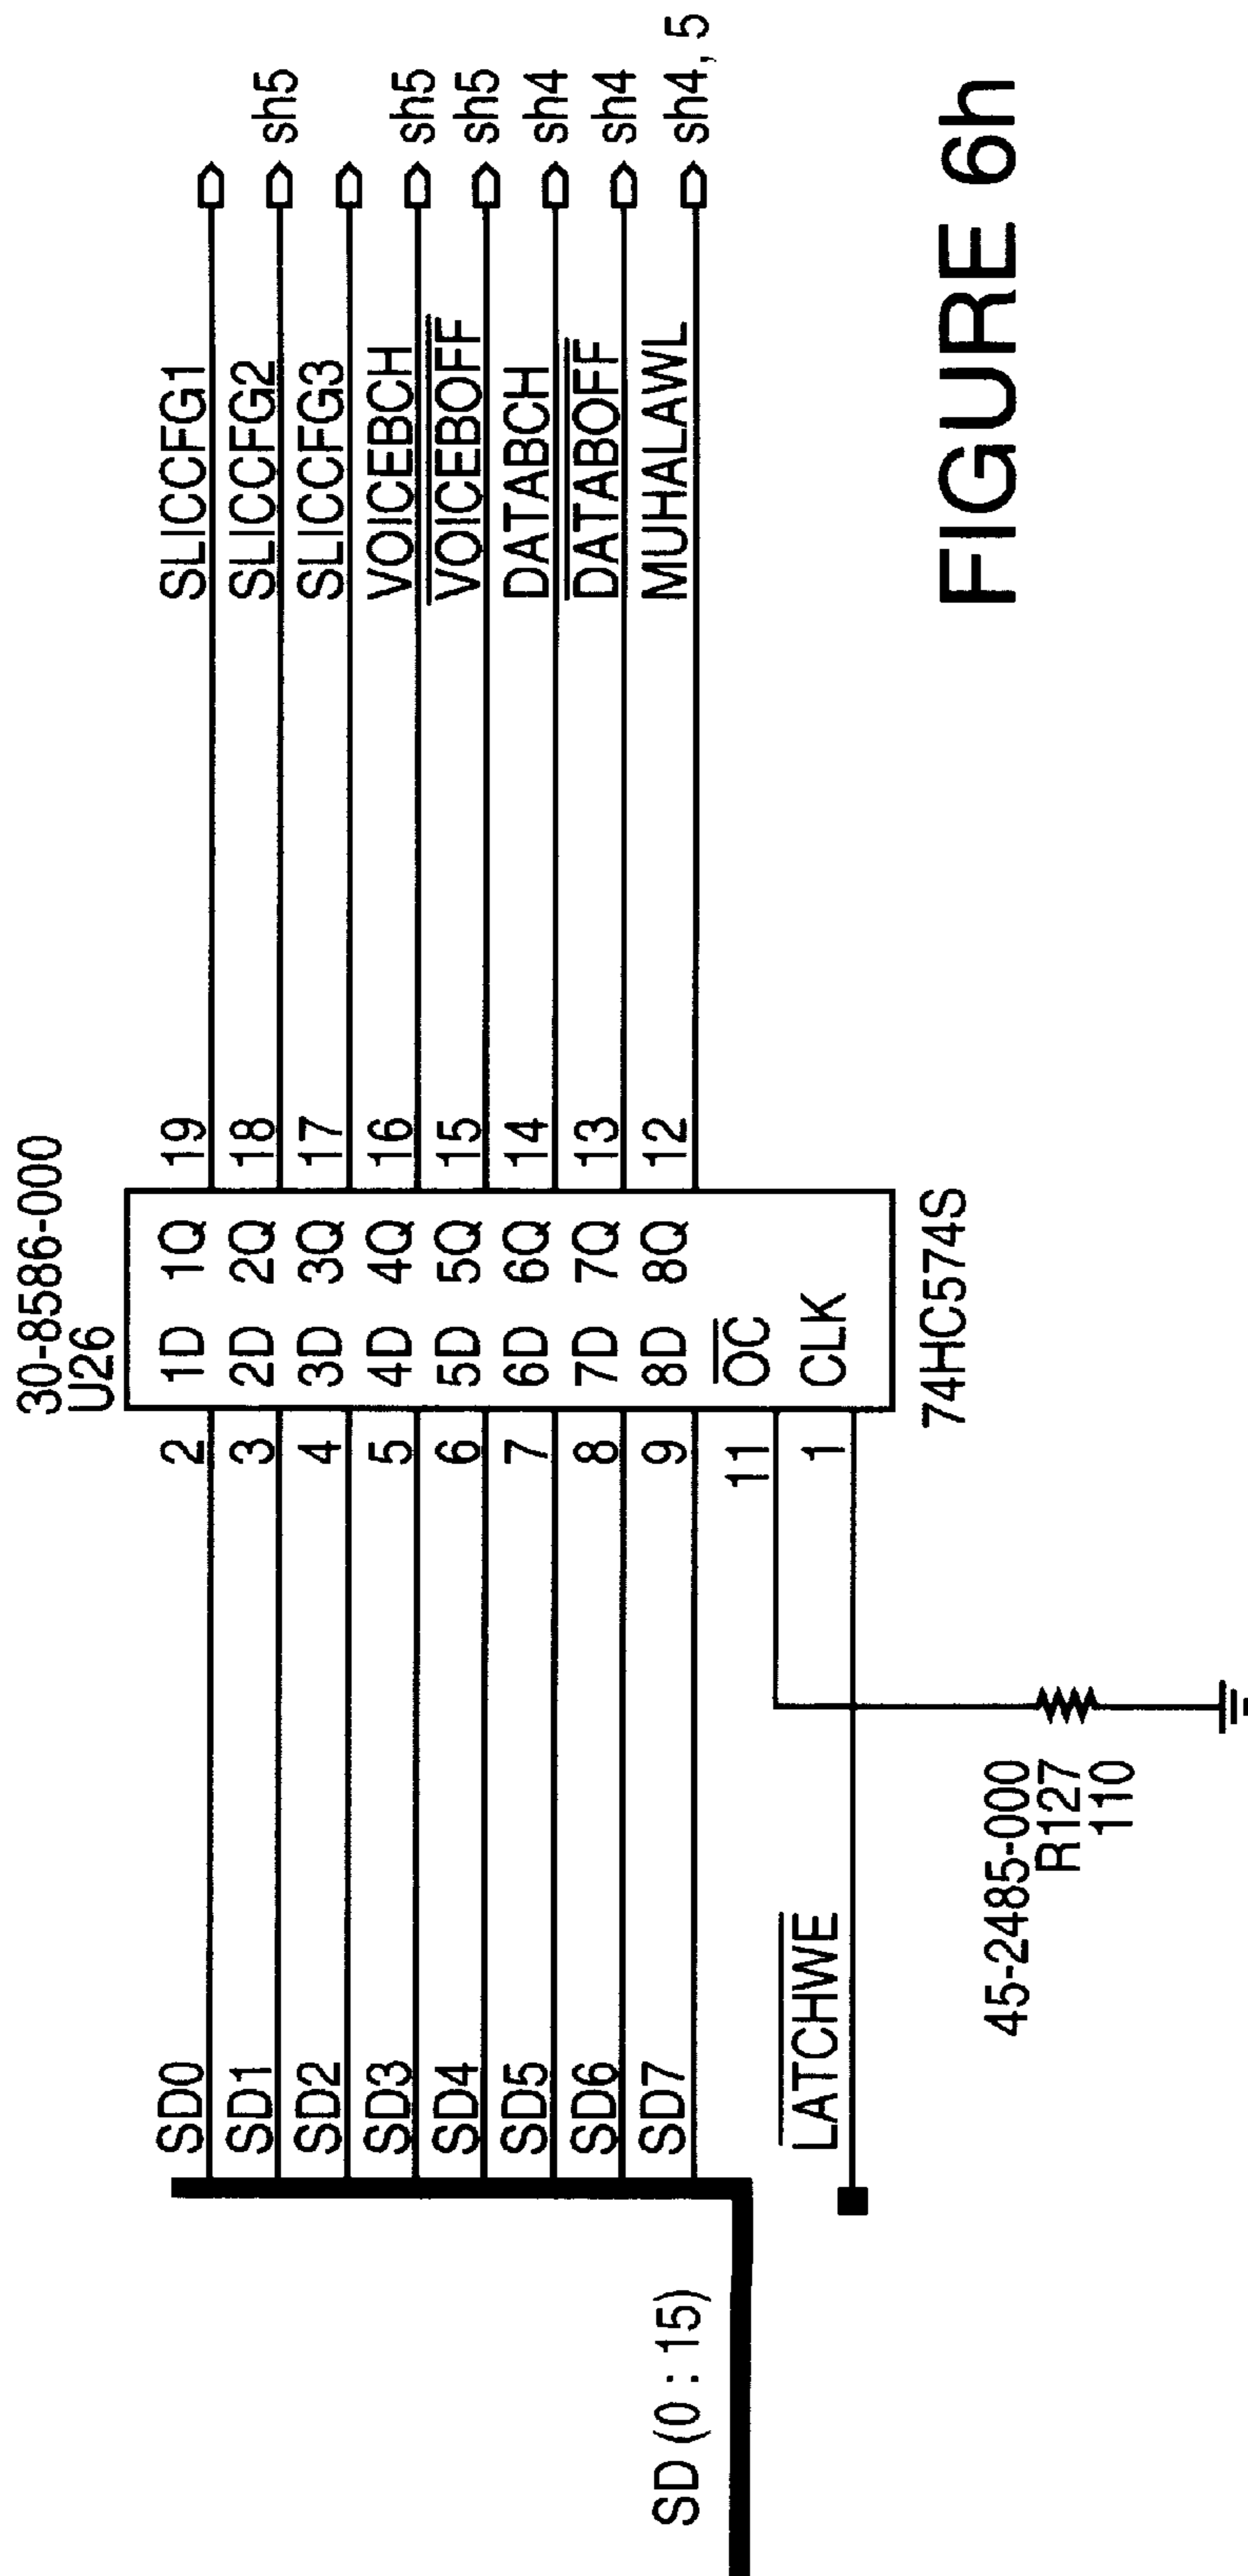 30-8586-000
U26
SD0 2 1D 1Q 19 SLICCFG1
SD1 3 2D 2Q 18 SLICCFG2 sh5
SD2 4 3D 3Q 17 SLICCFG3
SD3 5 4D 4Q 16 VOICEBCH sh5
SD4 6 5D 5Q 15 VOICEBOFF sh5
SD5 7 6D 6Q 14 DATABCH sh4
SD6 8 7D 7Q 13 DATABOFF sh4
SD7 9 8D 8Q 12 MUHALAWL sh4, 5
SD (0 : 15)
11 OC
LATCHWE 1 CLK
74HC574S
45-2485-000
R127
110
FIGURE 6h